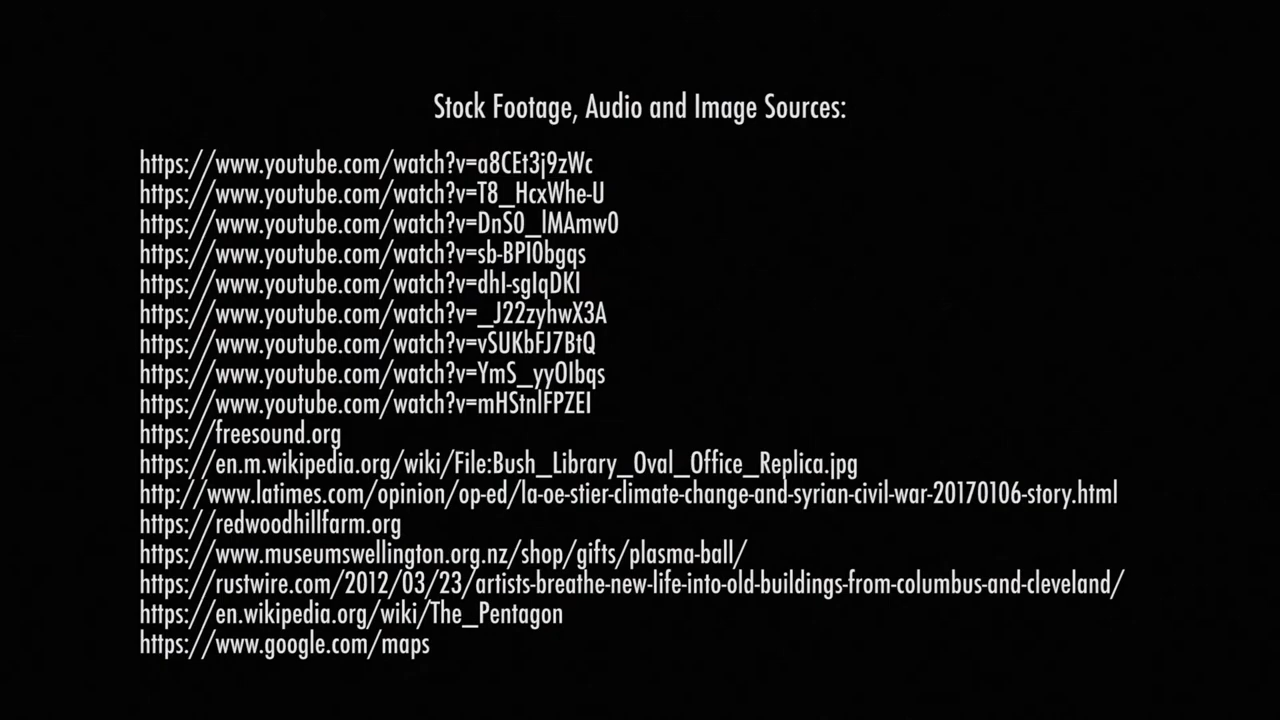 Stock Footage, Audio and Image Sources:
https://www.youtube.com/watch?v=a8CEt3j9zWc
https://www.youtube.com/watch?v=T8_HcxWhe-U
https://www.youtube.com/watch?v=DnS0_lMAmw0
https://www.youtube.com/watch?v=sb-BPI0bgqs
https://www.youtube.com/watch?v=dhI-sgIqDKI
https://www.youtube.com/watch?v=_J22zyhwX3A
https://www.youtube.com/watch?v=vSUKbFJ7BtQ
https://www.youtube.com/watch?v=YmS_yyOIbqs
https://www.youtube.com/watch?v=mHStnlFPZEI
https://freesound.org
https://en.m.wikipedia.org/wiki/File:Bush_Library_Oval_Office_Replica.jpg
http://www.latimes.com/opinion/op-ed/la-oe-stier-climate-change-and-syrian-civil-war-20170106-story.html
https://redwoodhillfarm.org
https://www.museumswellington.org.nz/shop/gifts/plasma-ball/
https://rustwire.com/2012/03/23/artists-breathe-new-life-into-old-buildings-from-columbus-and-cleveland/
https://en.wikipedia.org/wiki/The_Pentagon
https://www.google.com/maps